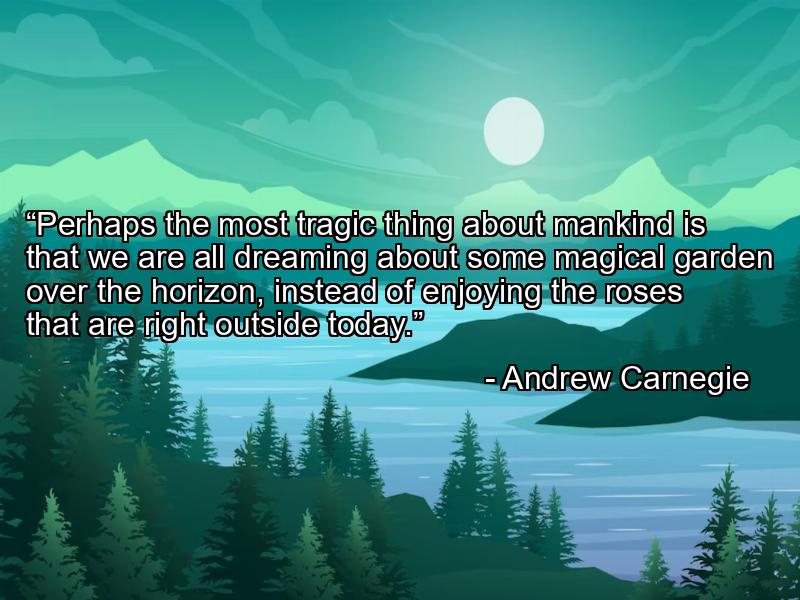 “Perhaps the most tragic thing about mankind is
that we are all dreaming about some magical garden
over the horizon, instead of enjoying the roses
that are right outside today.”
- Andrew Carnegie